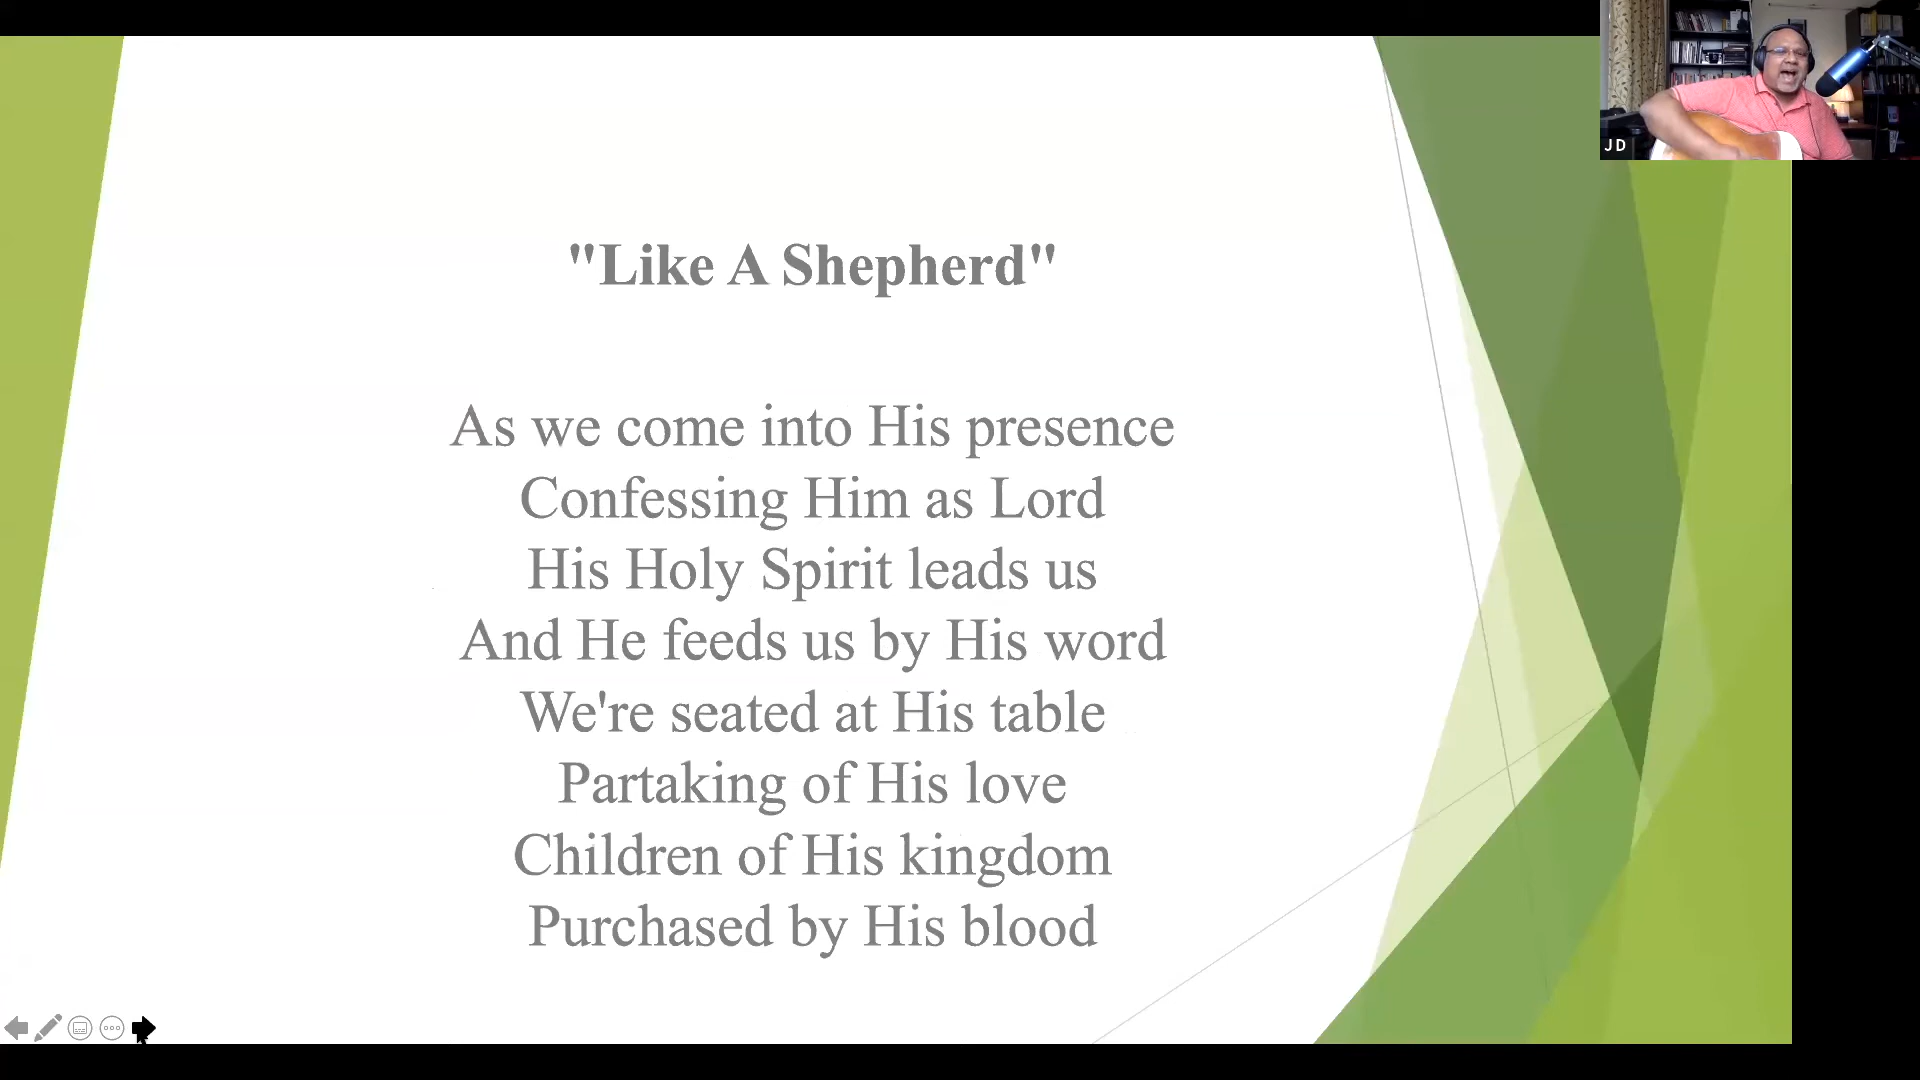 JD
"Like A Shepherd"
As we come into His presence
Confessing Him as Lord
His Holy Spirit leads us
And He feeds us by His word
We're seated at His table
Partaking of His love
Children of His kingdom
Purchased by His blood